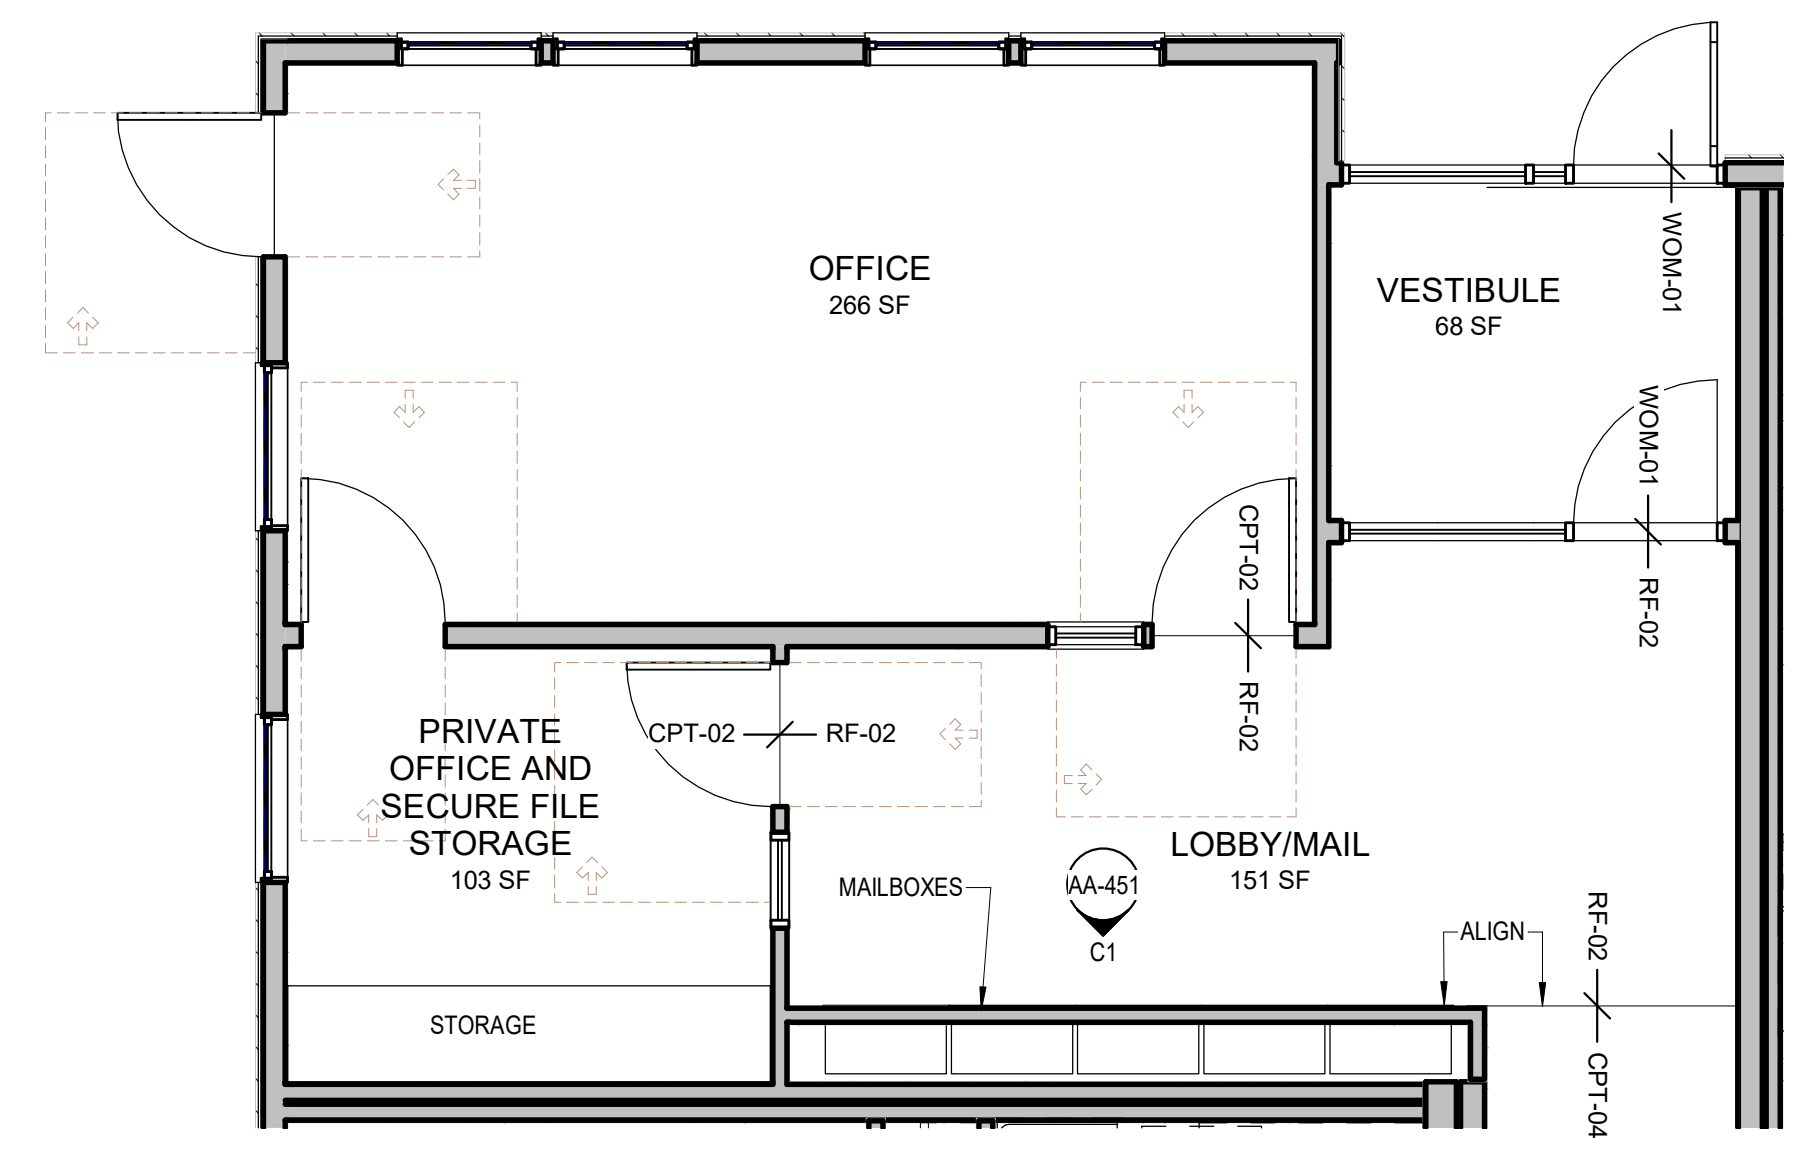 OFFICE
266 SF
VESTIBULE
68 SF
WOM-01
WOM-01
RF-02
CPT-02
RF-02
PRIVATE
OFFICE AND
SECURE FILE
STORAGE
103 SF
CPT-02
RF-02
LOBBY/MAIL
151 SF
MAILBOXES
AA-451
C1
ALIGN
RF-02
CPT-04
STORAGE